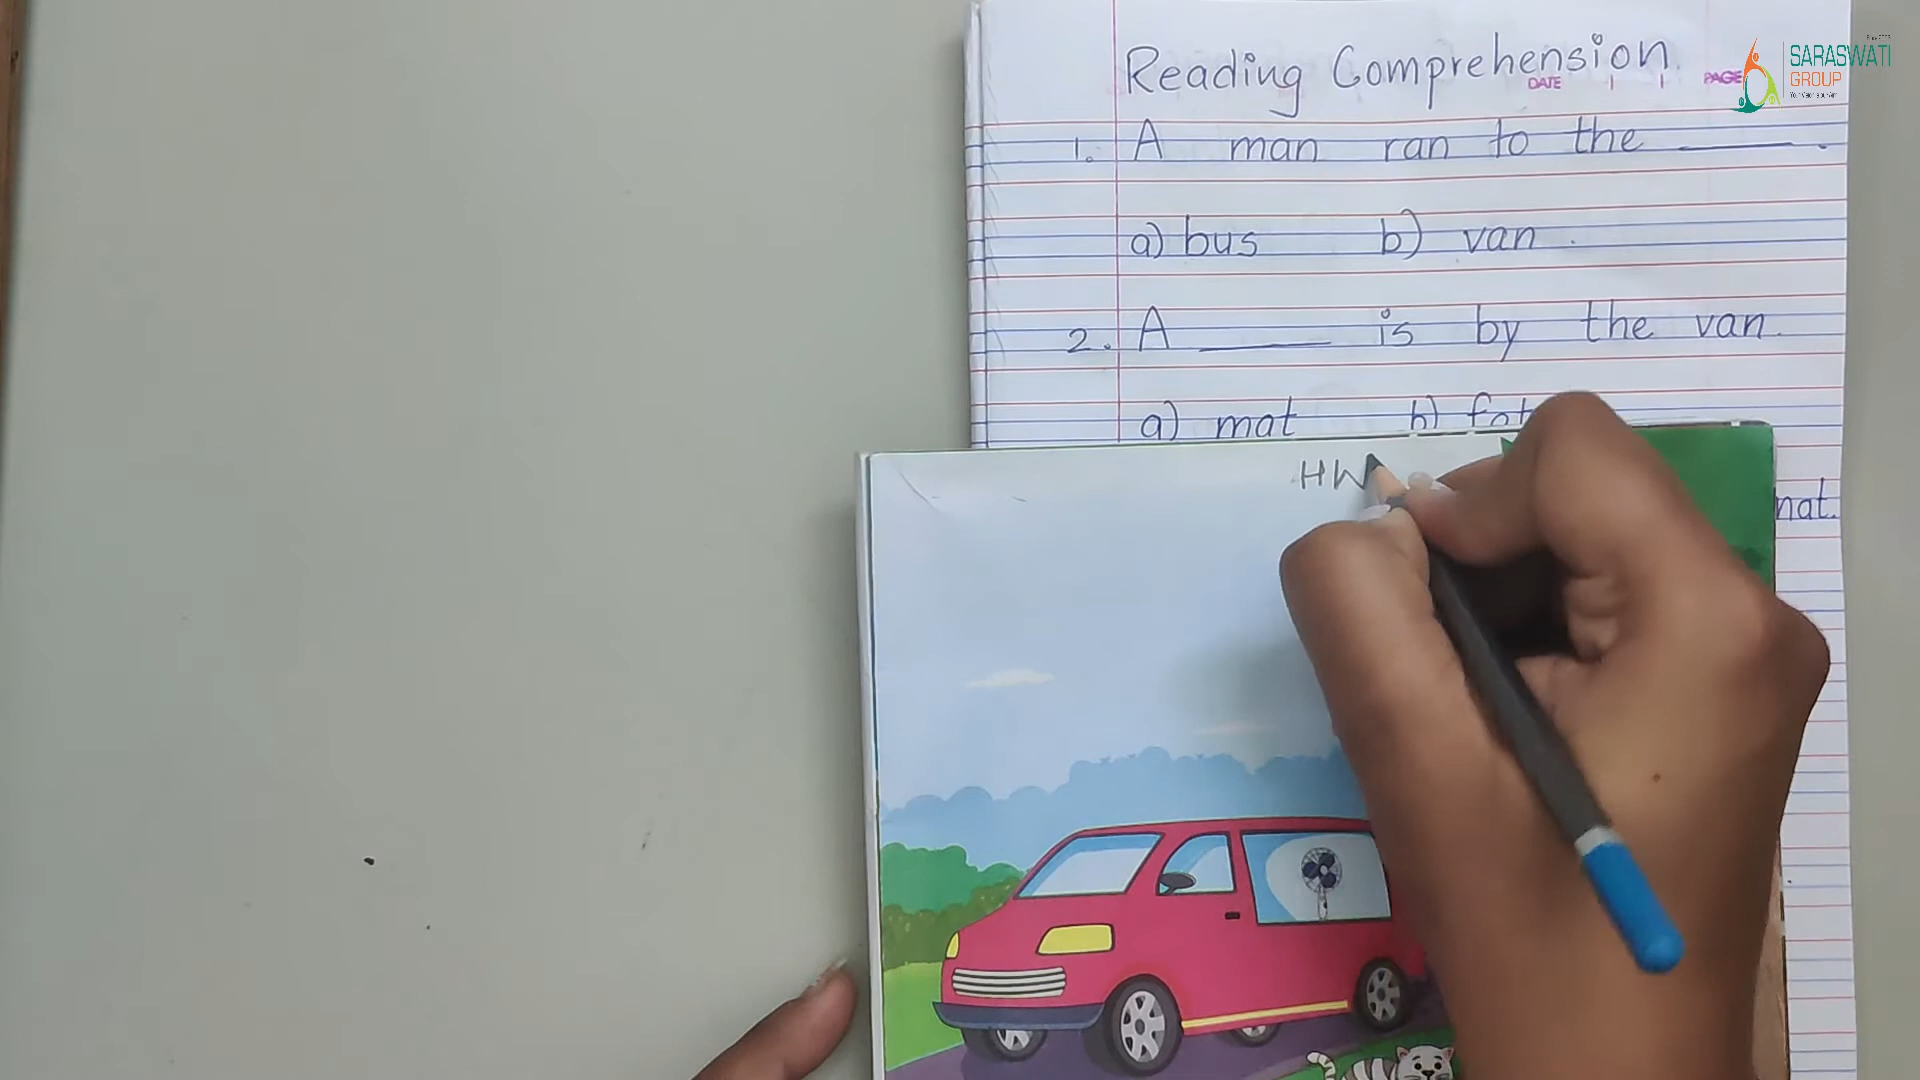 Reading Comprehension.
DATE
PAGE
SARASWATI
GROUP
1. A man ran to the ____ .
a) bus b) van .
2. A ____ is by the van.
a) mat b)
HW
mat.